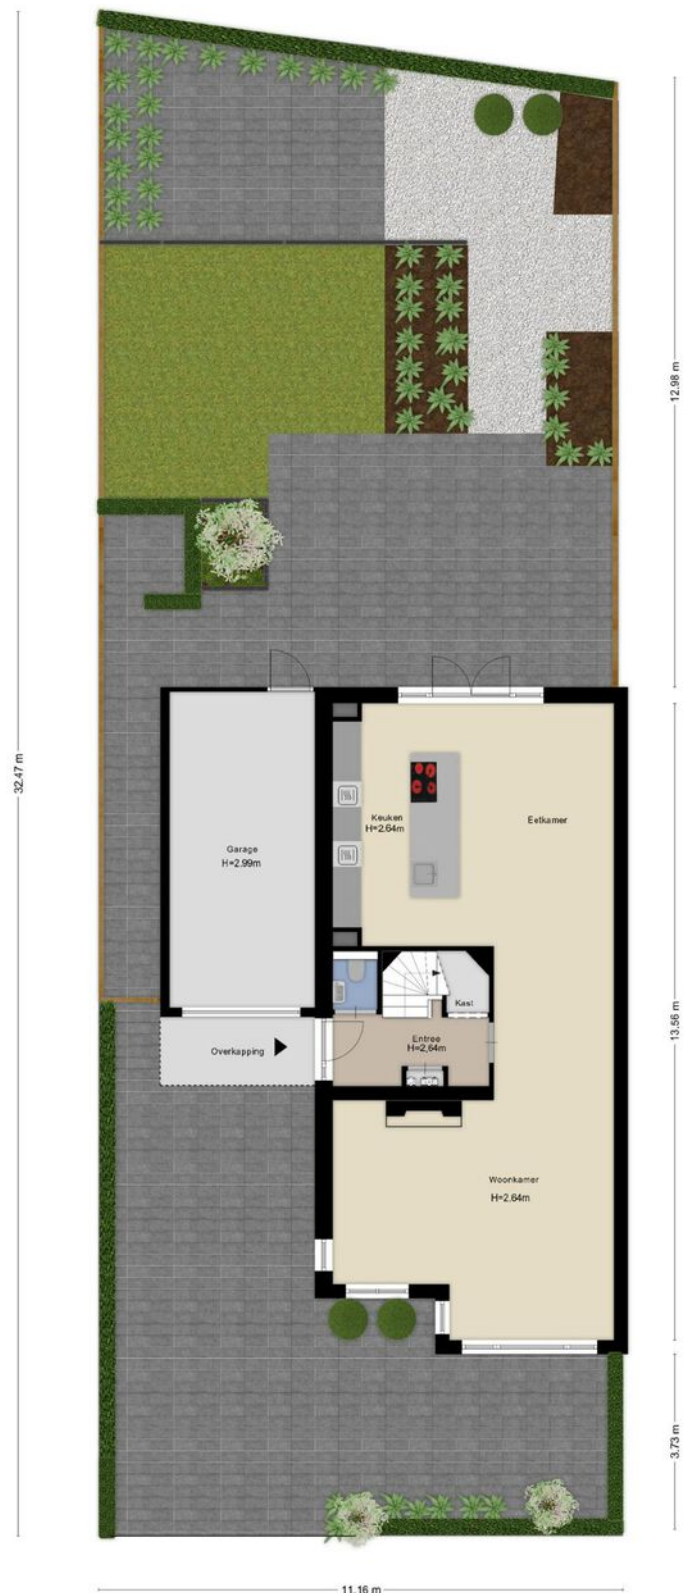 12.98 m
32.47 m
Keuken
H=2.64m
Eetkamer
Garage
H=2.99m
Kast
Entree
H=2,64m
Overkapping
13.56 m
Woonkamer
H=2.64m
3.73 m
11.16 m